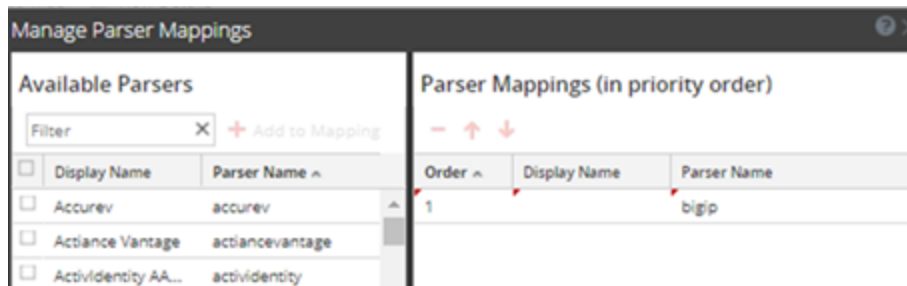 Manage Parser Mappings
Available Parsers
Filter
Add to Mapping
Display Name Parser Name
Accurev accurev
Actiance Vantage actiancevantage
ActivIdentity AA... actividentity
Parser Mappings (in priority order)
Order Display Name Parser Name
1 bigip